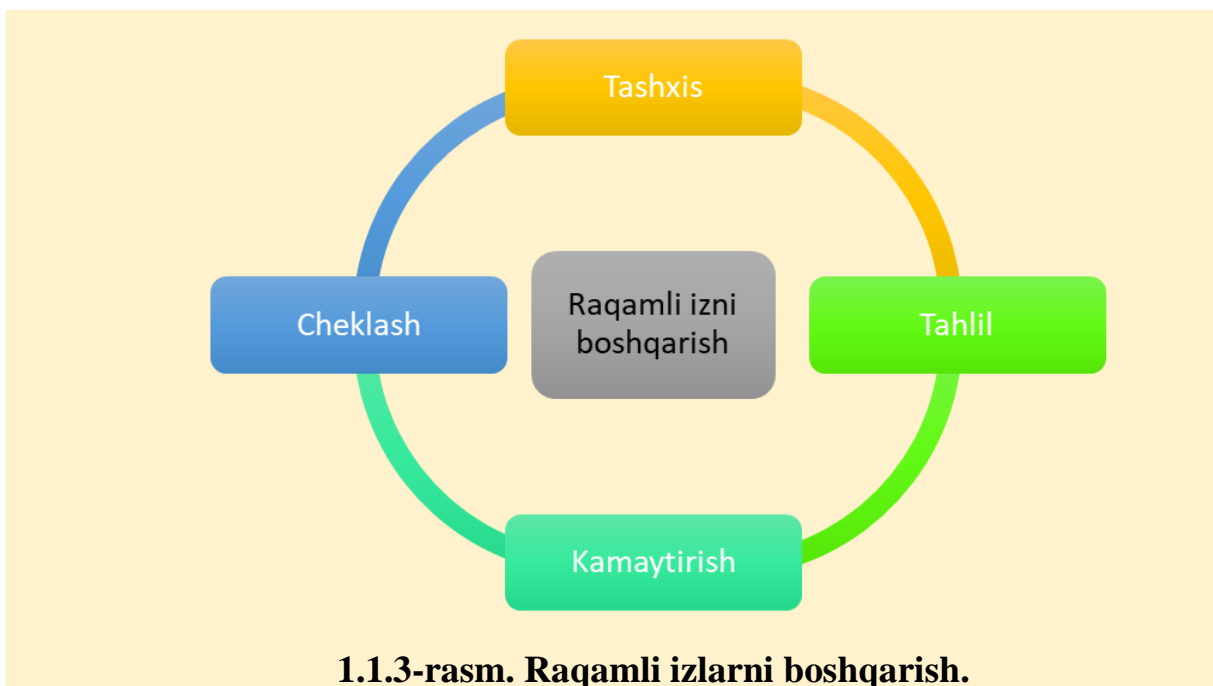 Tashxis
Cheklash
Raqamli izni
boshqarish
Tahlil
Kamaytirish
1.1.3-rasm. Raqamli izlarni boshqarish.